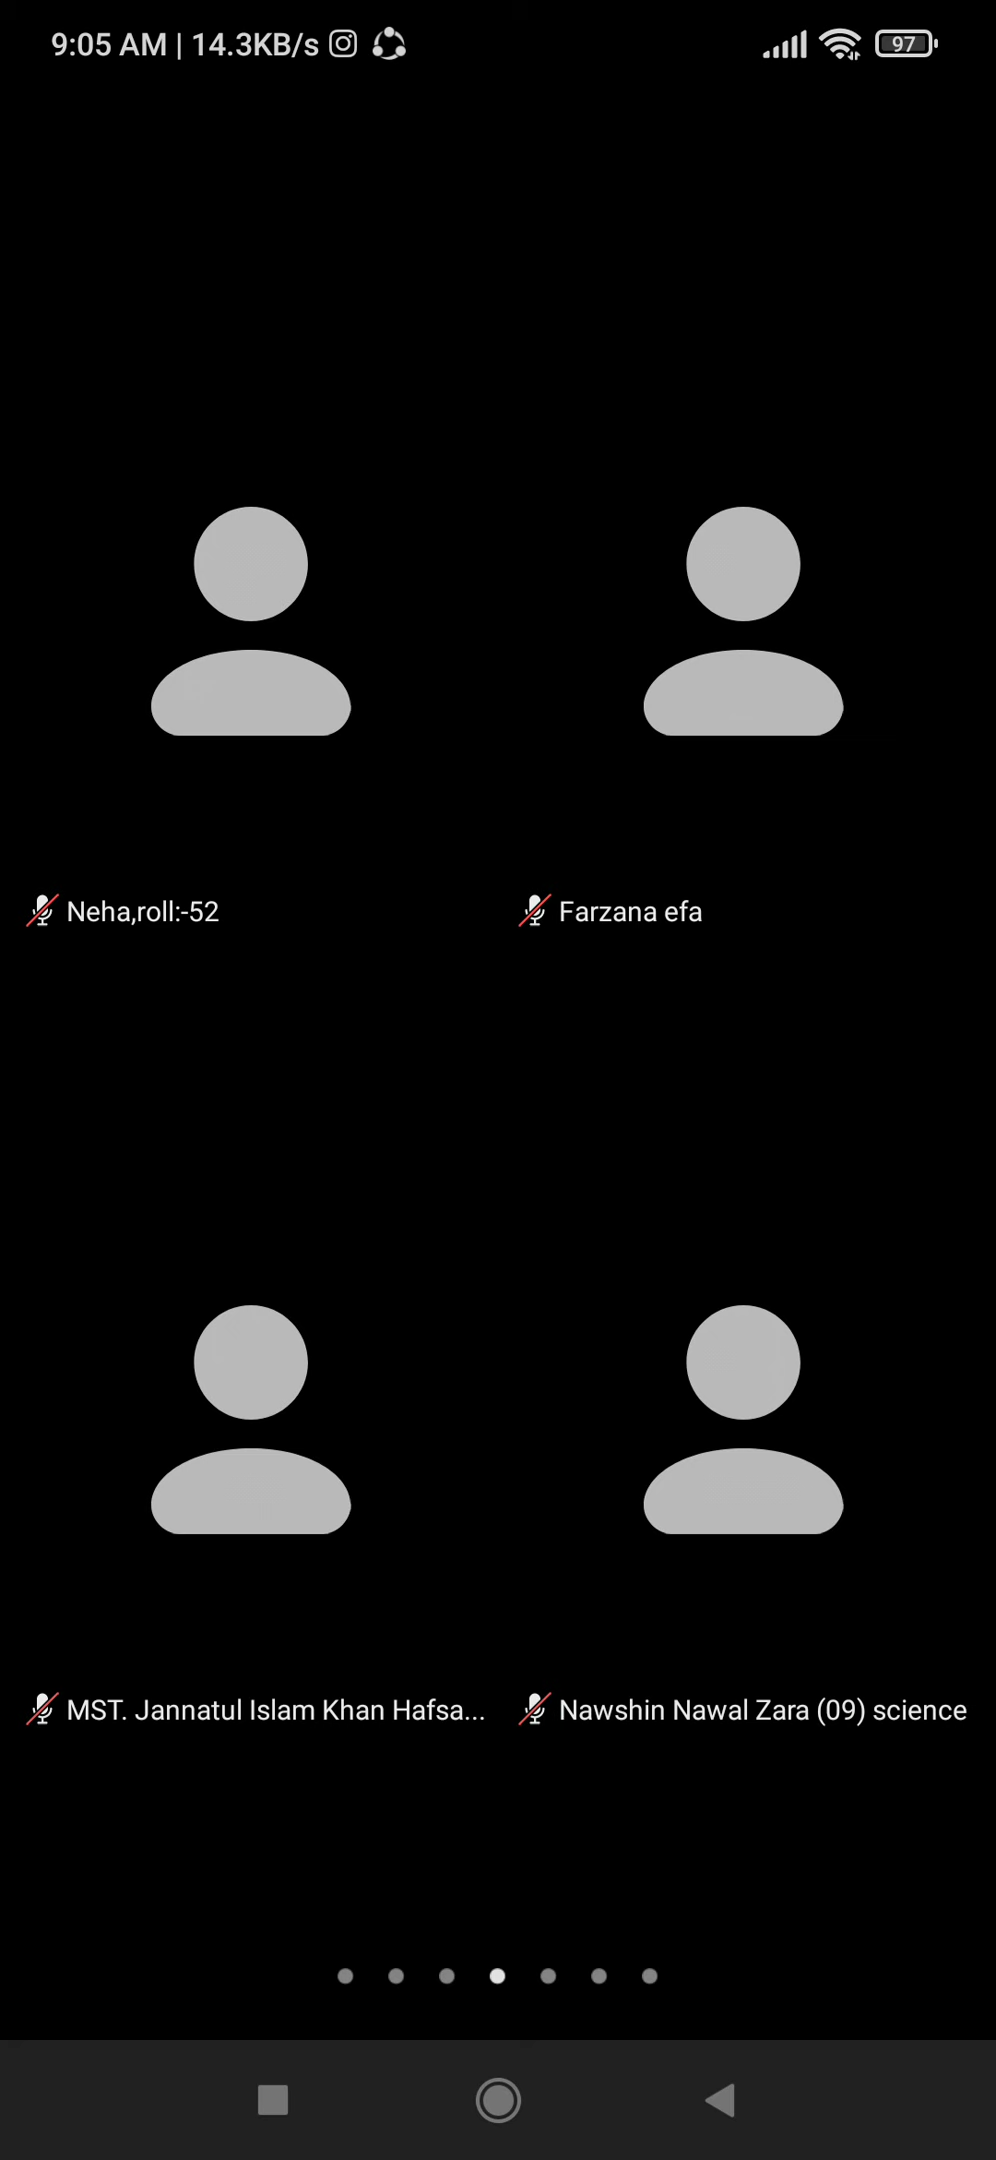 9:05 AM | 14.3KB/s
97
Neha,roll:-52
Farzana efa
MST. Jannatul Islam Khan Hafsa...
Nawshin Nawal Zara (09) science